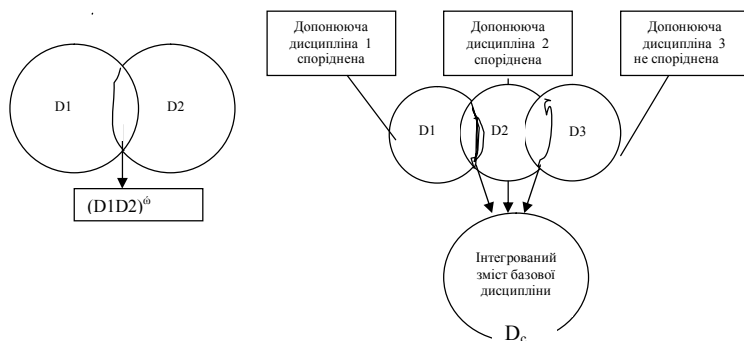 D1
D2
(D1D2)ώ
Допонююча
дисципліна 1
споріднена
Допонююча
дисципліна 2
споріднена
Допонююча
дисципліна 3
не споріднена
D1
D2
D3
Інтегрований
зміст базової
дисципліни
Dс